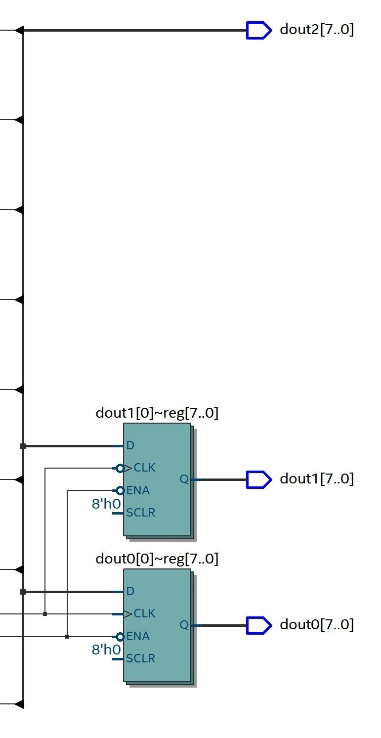 dout2[7..0]
dout1[0]~reg[7..0]
D
CLK
Q
dout1[7..0]
ENA
8'h0
SCLR
dout0[0]~reg[7..0]
D
CLK
Q
dout0[7..0]
ENA
8'h0
SCLR